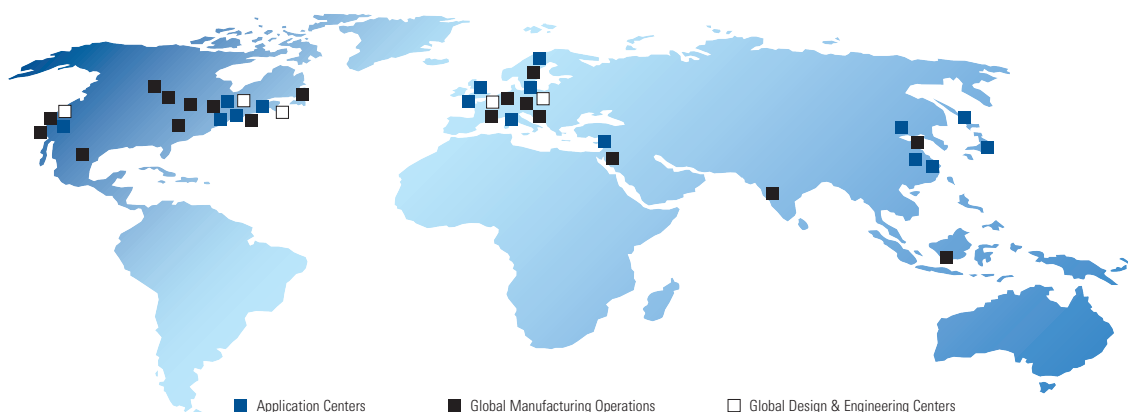 Application Centers
Global Manufacturing Operations
Global Design & Engineering Centers